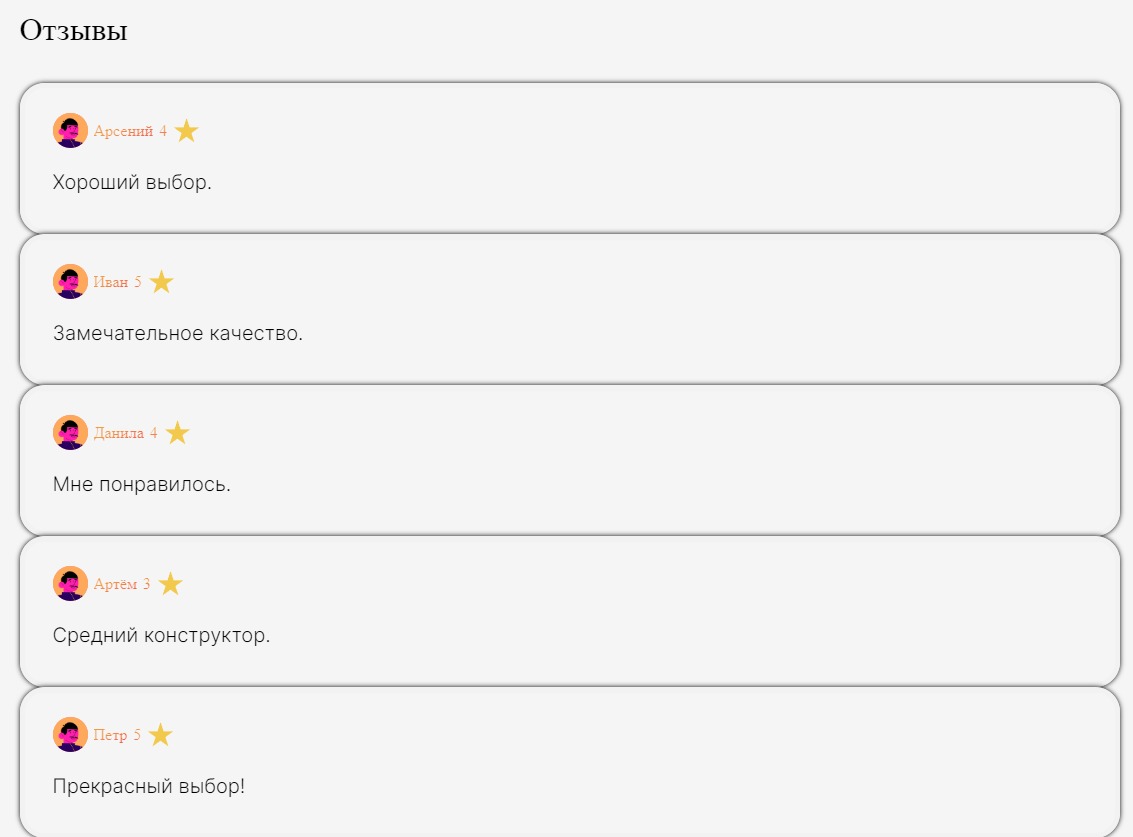 Отзывы
Арсений 4
Хороший выбор.
Иван 5
Замечательное качество.
Данила 4
Мне понравилось.
Артём 3
Средний конструктор.
Петр 5
Прекрасный выбор!